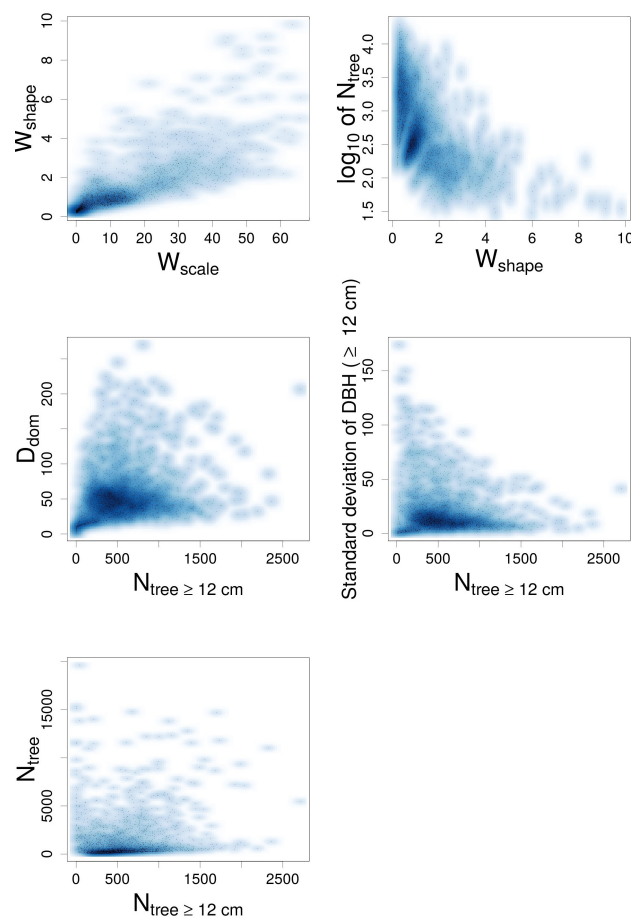 10
8
6
4
2
0
W_shape
0 10 20 30 40 50 60
W_scale
4.0
3.5
3.0
2.5
2.0
1.5
log10 of N_tree
0 2 4 6 8 10
W_shape
200
100
50
0
D_dom
0 500 1500 2500
N_tree ≥ 12 cm
150
100
50
0
Standard deviation of DBH ( ≥ 12 cm)
0 500 1500 2500
N_tree ≥ 12 cm
15000
5000
0
N_tree
0 500 1500 2500
N_tree ≥ 12 cm